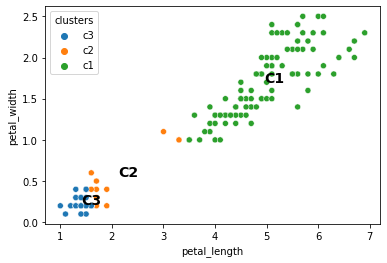 clusters
c3
c2
c1
2.5
2.0
1.5
1.0
0.5
0.0
petal_width
C1
C2
C3
1 2 3 4 5 6 7
petal_length